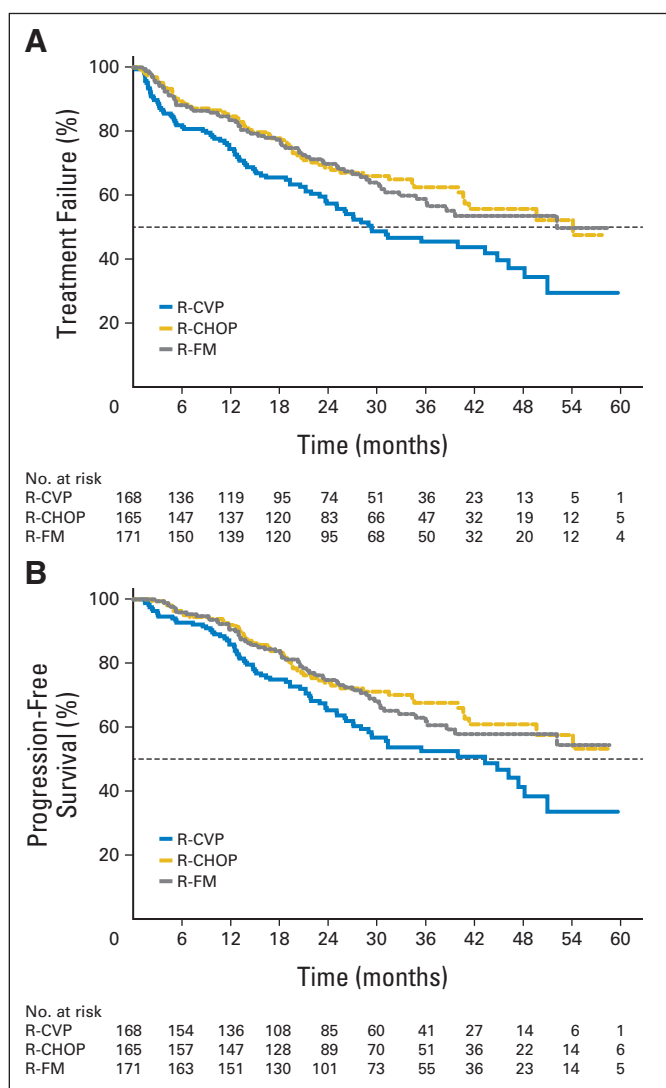 A
Treatment Failure (%)
100
80
60
40
20
R-CVP
R-CHOP
R-FM
0 6 12 18 24 30 36 42 48 54 60
Time (months)
No. at risk
R-CVP 168 136 119 95 74 51 36 23 13 5 1
R-CHOP 165 147 137 120 83 66 47 32 19 12 5
R-FM 171 150 139 120 95 68 50 32 20 12 4
B
Progression-Free
Survival (%)
100
80
60
40
20
R-CVP
R-CHOP
R-FM
0 6 12 18 24 30 36 42 48 54 60
Time (months)
No. at risk
R-CVP 168 154 136 108 85 60 41 27 14 6 1
R-CHOP 165 157 147 128 89 70 51 36 22 14 6
R-FM 171 163 151 130 101 73 55 36 23 14 5